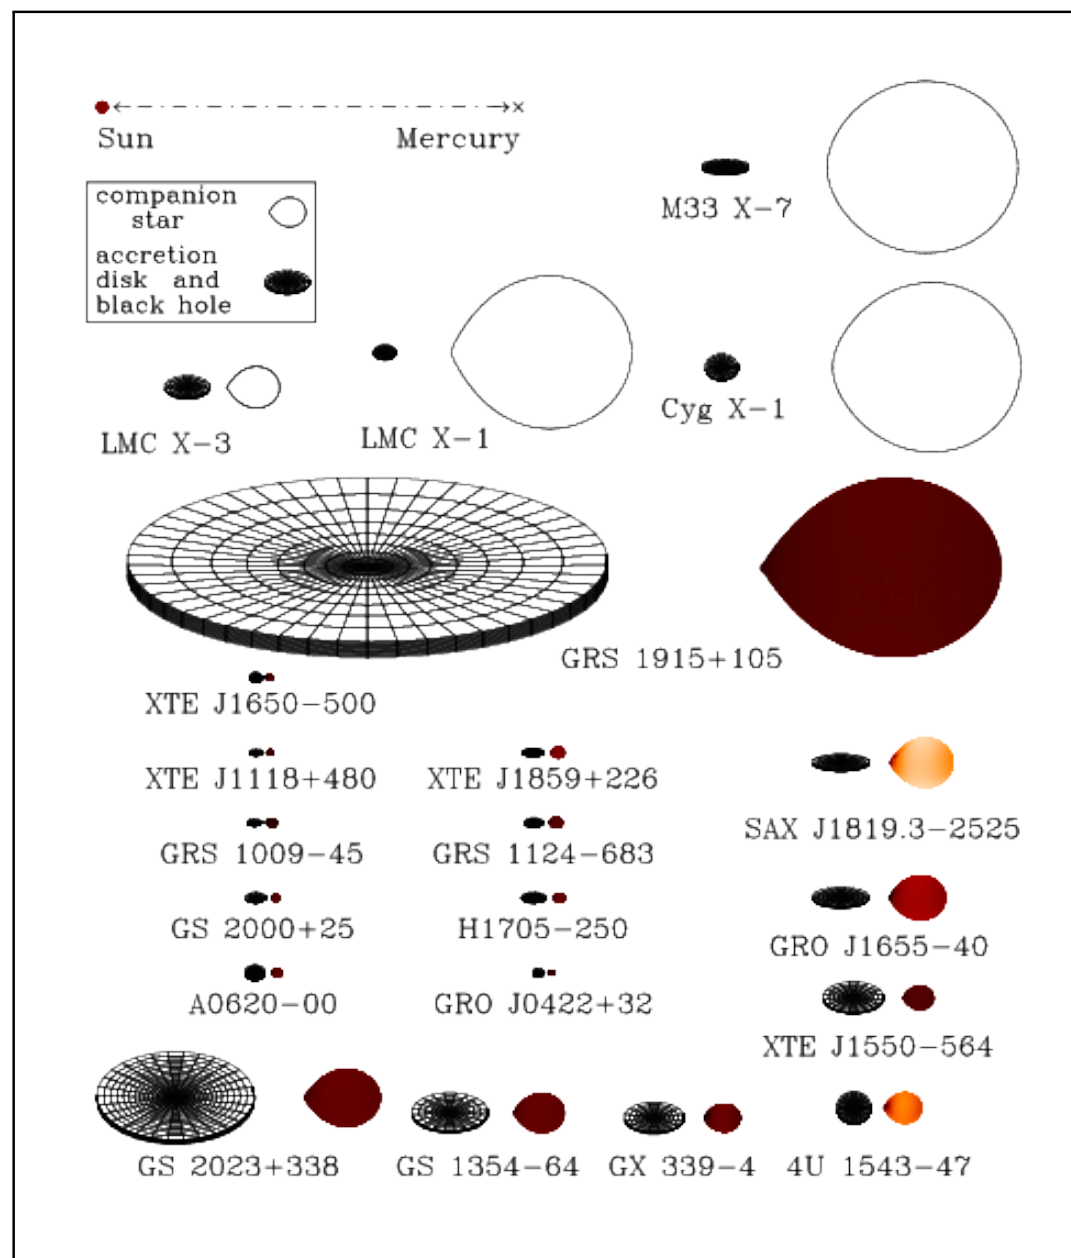 Sun
Mercury
companion
star
accretion
disk and
black hole
M33 X-7
LMC X-3
LMC X-1
Cyg X-1
GRS 1915+105
XTE J1650-500
XTE J1118+480
XTE J1859+226
SAX J1819.3-2525
GRS 1009-45
GRS 1124-683
GS 2000+25
H1705-250
GRO J1655-40
A0620-00
GRO J0422+32
XTE J1550-564
GS 2023+338
GS 1354-64
GX 339-4
4U 1543-47